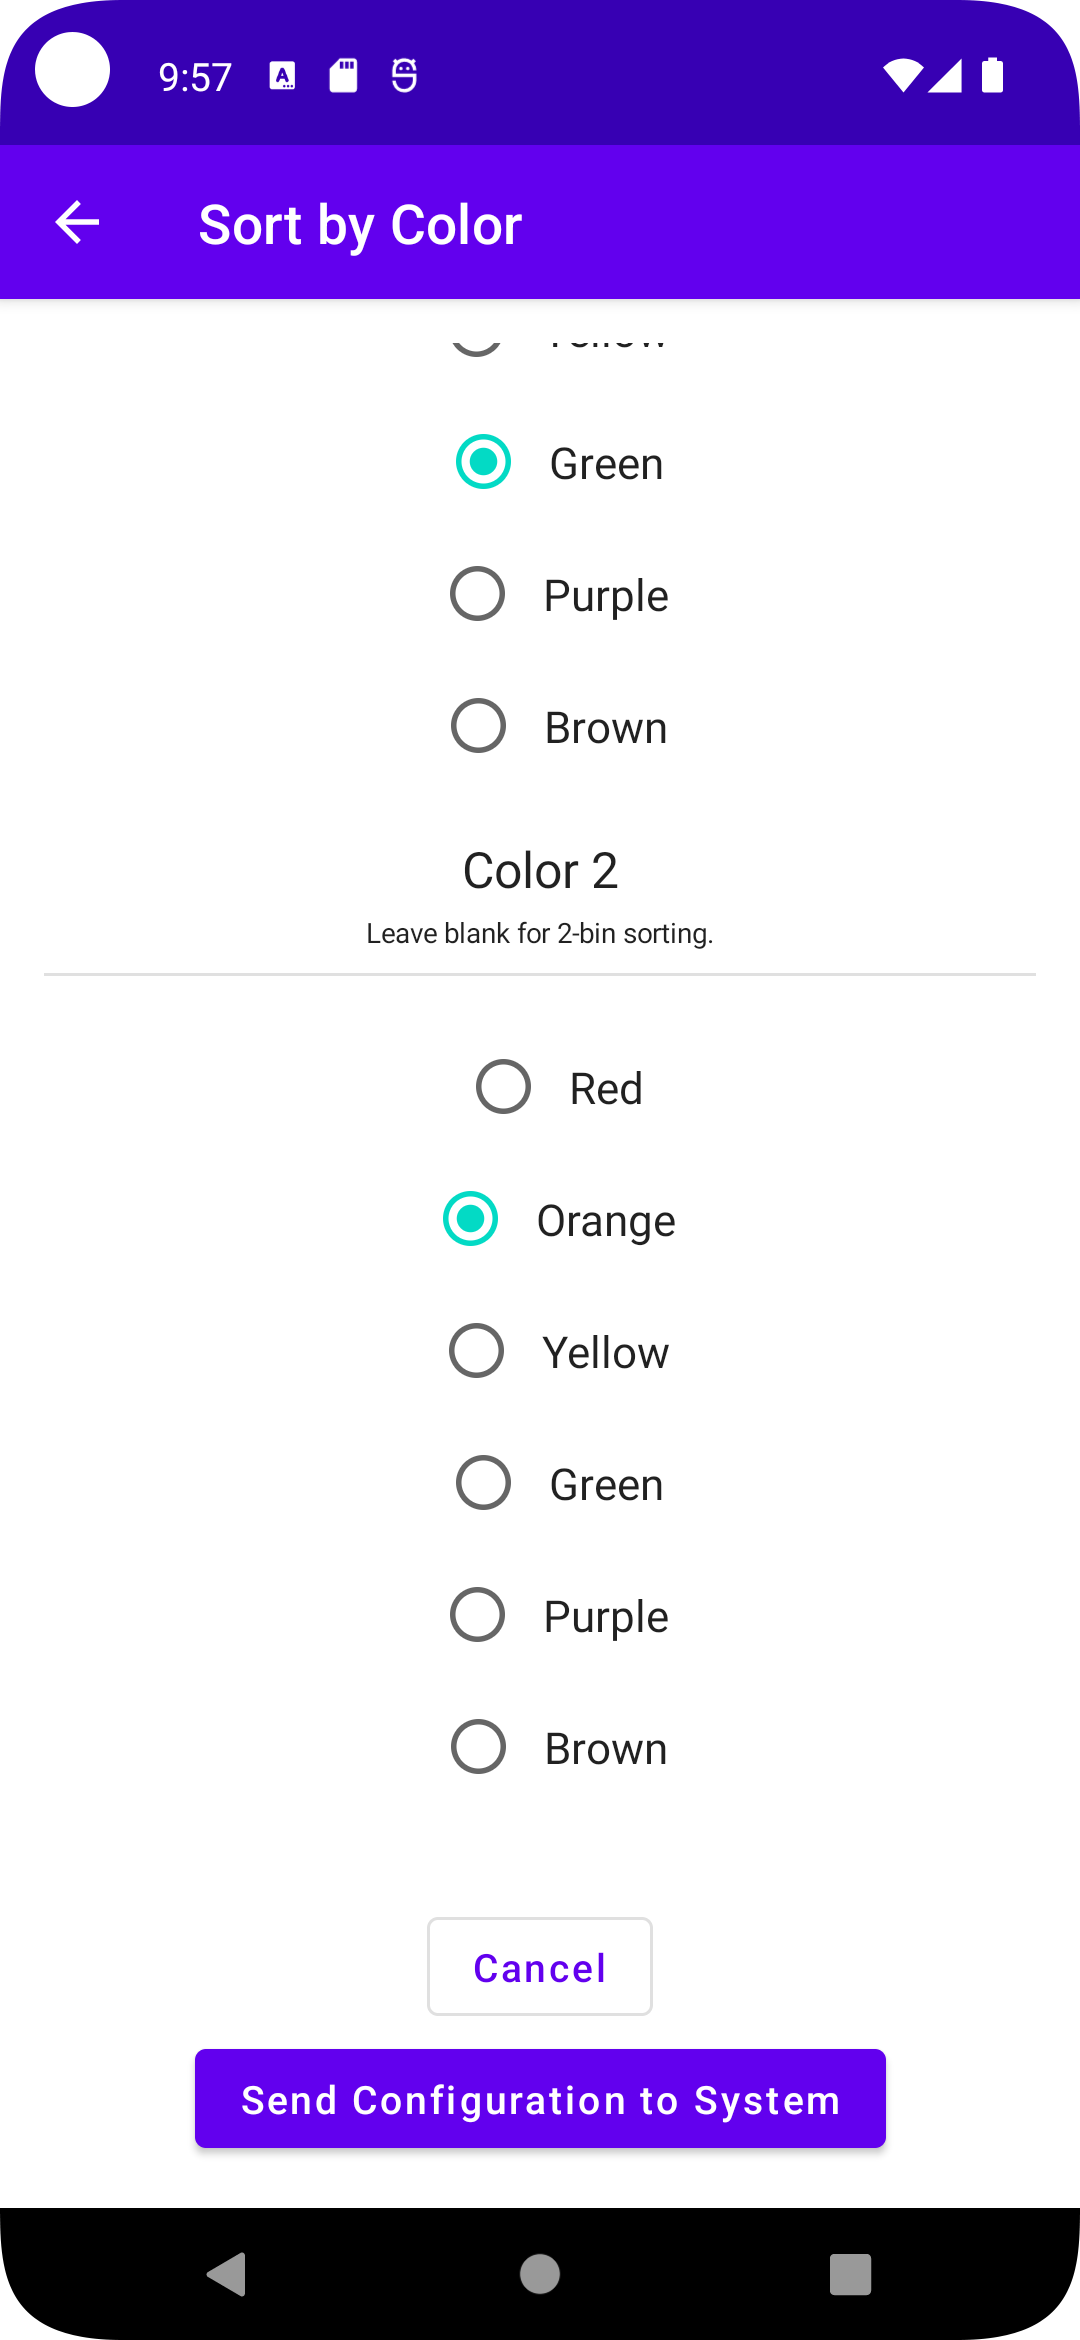 9:57
Sort by Color
Green
Purple
Brown
Color 2
Leave blank for 2-bin sorting.
Red
Orange
Yellow
Green
Purple
Brown
Cancel
Send Configuration to System